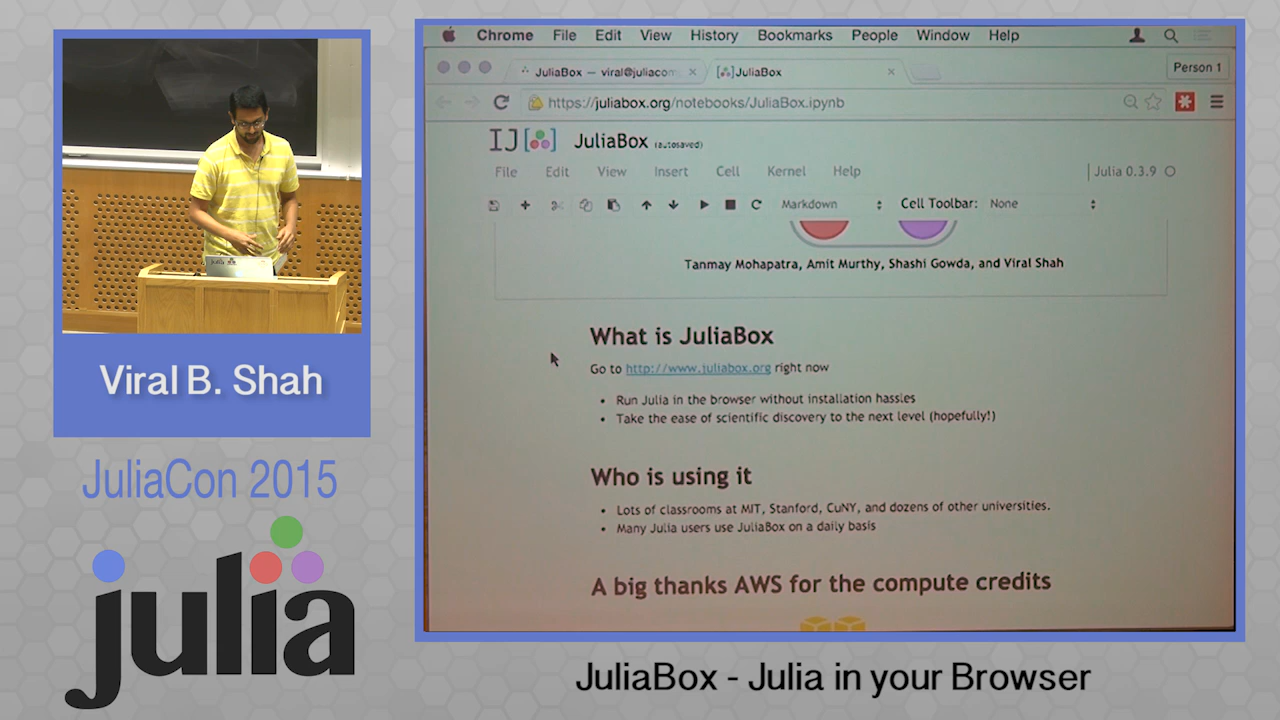 Viral B. Shah
JuliaCon 2015
julia
Chrome File Edit View History Bookmarks People Window Help
JuliaBox — viral@juliacom
JuliaBox
Person 1
https://juliabox.org/notebooks/JuliaBox.ipynb
IJ[ ] JuliaBox (autosaved)
File Edit View Insert Cell Kernel Help
Julia 0.3.9
Markdown Cell Toolbar: None
Tanmay Mohapatra, Amit Murthy, Shashi Gowda, and Viral Shah
What is JuliaBox
Go to http://www.juliabox.org right now
• Run Julia in the browser without installation hassles
• Take the ease of scientific discovery to the next level (hopefully!)
Who is using it
• Lots of classrooms at MIT, Stanford, CuNY, and dozens of other universities.
• Many Julia users use JuliaBox on a daily basis
A big thanks AWS for the compute credits
JuliaBox - Julia in your Browser